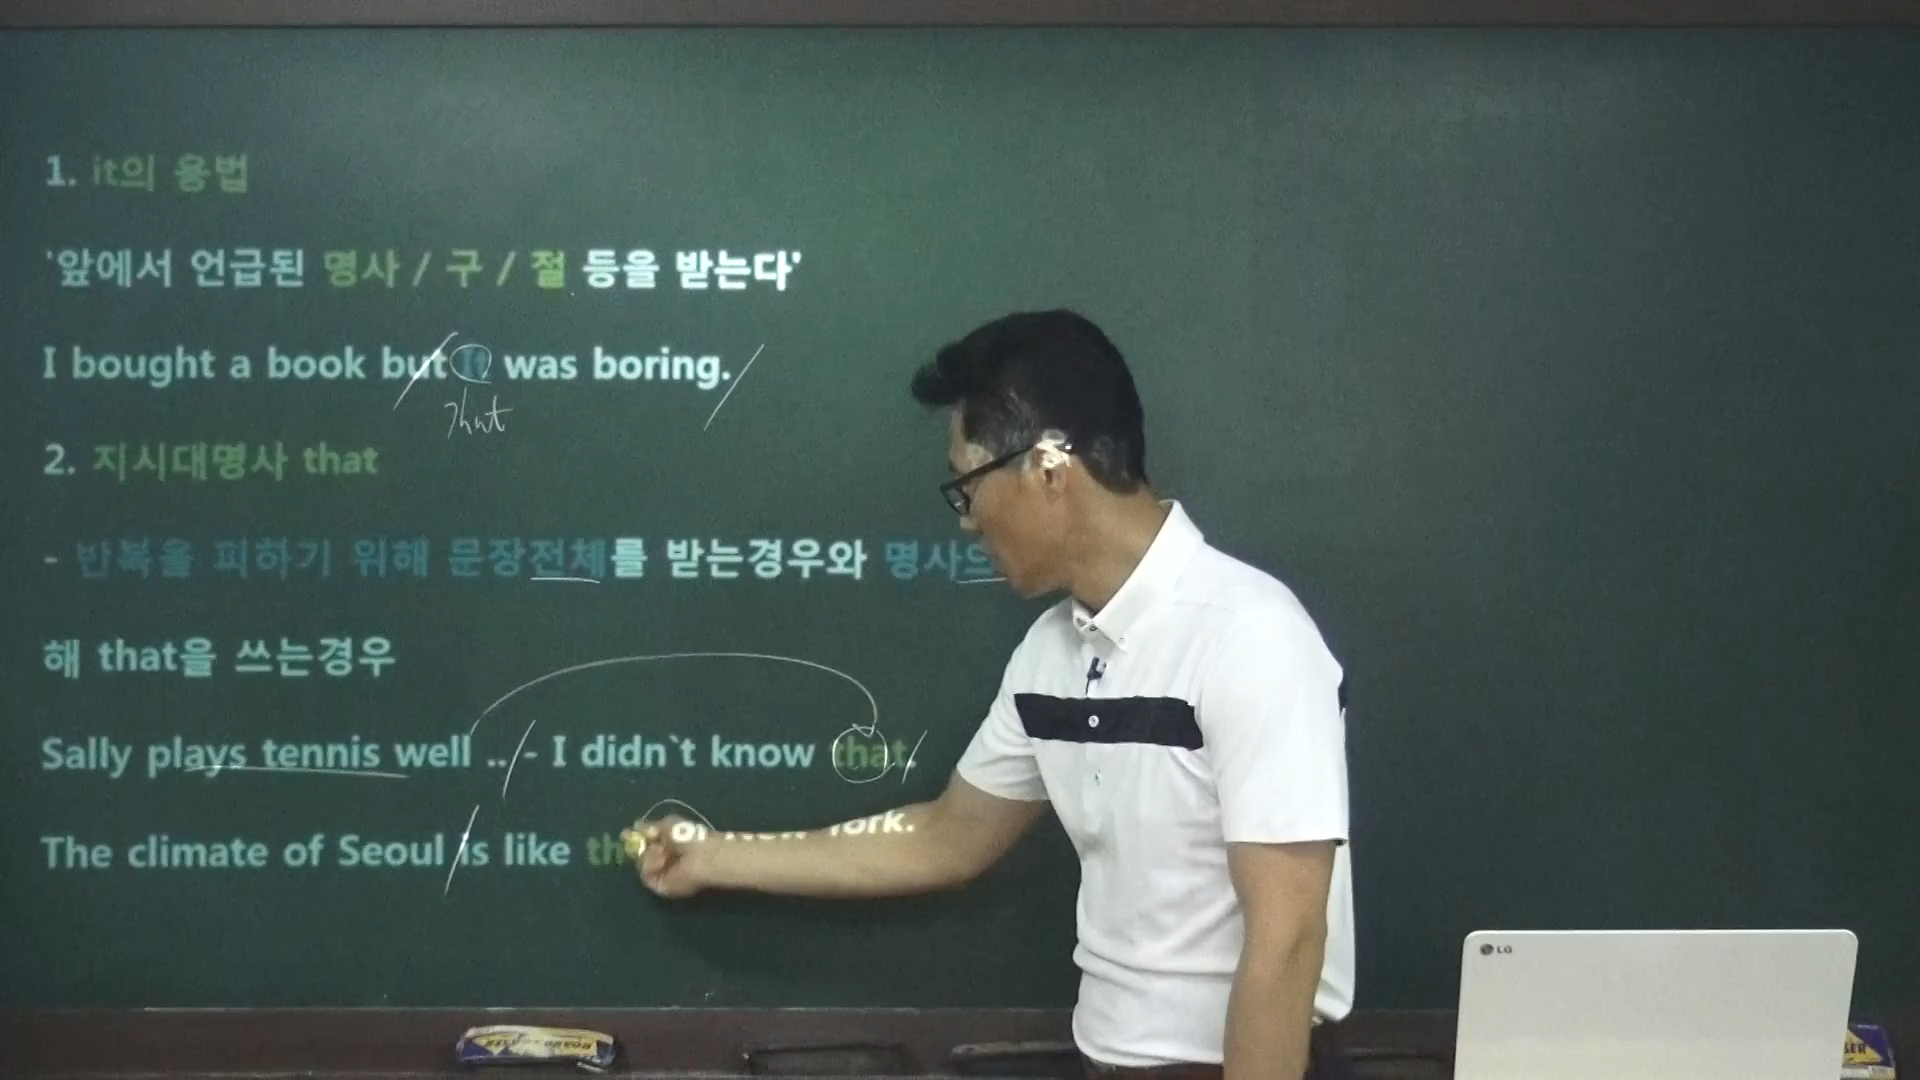 1. it의 용법
'앞에서 언급된 명사 / 구 / 절 등을 받는다'
I bought a book but It was boring.
that
2. 지시대명사 that
- 반복을 피하기 위해 문장전체를 받는경우와 명사으
해 that을 쓰는경우
Sally plays tennis well .. - I didn`t know that.
The climate of Seoul is like of New York.
LG